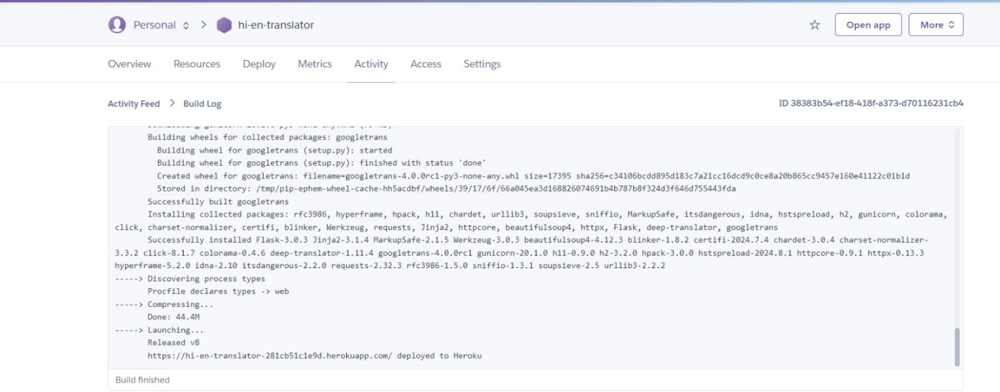 Personal > hi-en-translator
Open app
More
Overview Resources Deploy Metrics Activity Access Settings
Activity Feed > Build Log
ID 38383b54-ef18-418f-a373-d70116231cb4
Building wheels for collected packages: googletrans
Building wheel for googletrans (setup.py): started
Building wheel for googletrans (setup.py): finished with status 'done'
Created wheel for googletrans: filename=googletrans-4.0.0rc1-py3-none-any.whl size=17395 sha256=c34106bcdd895d183c7a21cc16dcd9c0ce8a20b865cc9457e160e41122c01b1d
Stored in directory: /tmp/pip-ephem-wheel-cache-hh5acdbf/wheels/39/17/6f/66a045ea3d168826074691b4b787b8f324d3f646d755443fda
Successfully built googletrans
Installing collected packages: rfc3986, hyperframe, hpack, h11, chardet, urllib3, soupsieve, sniffio, MarkupSafe, itsdangerous, idna, hstspreload, h2, gunicorn, colorama,
click, charset-normalizer, certifi, blinker, Werkzeug, requests, Jinja2, httpcore, beautifulsoup4, httpx, Flask, deep-translator, googletrans
Successfully installed Flask-3.0.3 Jinja2-3.1.4 MarkupSafe-2.1.5 Werkzeug-3.0.3 beautifulsoup4-4.12.3 blinker-1.8.2 certifi-2024.7.4 chardet-3.0.4 charset-normalizer-
3.3.2 click-8.1.7 colorama-0.4.6 deep-translator-1.11.4 googletrans-4.0.0rc1 gunicorn-20.1.0 h11-0.9.0 h2-3.2.0 hpack-3.0.0 hstspreload-2024.8.1 httpcore-0.9.1 httpx-0.13.3
hyperframe-5.2.0 idna-2.10 itsdangerous-2.2.0 requests-2.32.3 rfc3986-1.5.0 sniffio-1.3.1 soupsieve-2.5 urllib3-2.2.2
-----> Discovering process types
Procfile declares types -> web
-----> Compressing...
Done: 44.4M
-----> Launching...
Released v8
https://hi-en-translator-281cb51c1e9d.herokuapp.com/ deployed to Heroku
Build finished